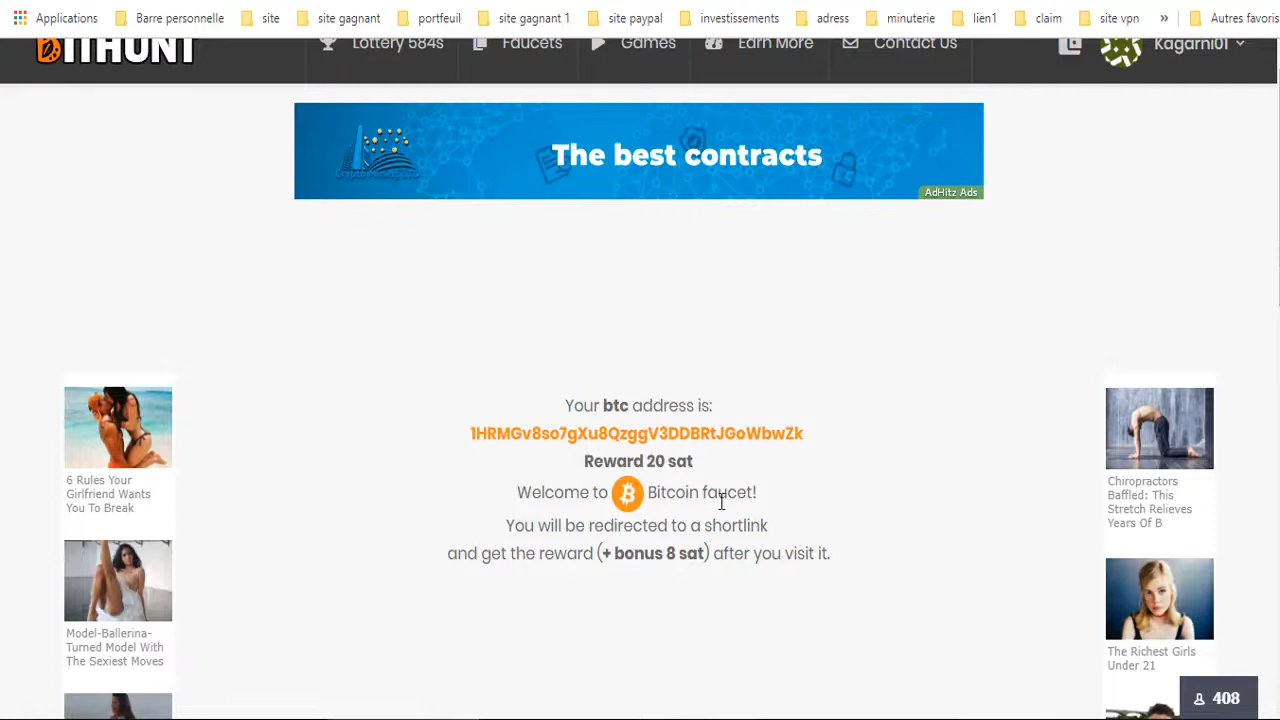 Applications Barre personnelle site site gagnant portfeuil site gagnant 1 site paypal investissements adress minuterie lien1 claim site vpn » Autres favoris
BITHUNT Lottery 584s Faucets Games Earn More Contact Us Kagarni01
The best contracts
Crypto Mining BTC
AdHitz Ads
Your btc address is:
1HRMGv8so7gXu8QzggV3DDBRtJGoWbwZk
Reward 20 sat
Welcome to Bitcoin faucet!
You will be redirected to a shortlink
and get the reward (+ bonus 8 sat) after you visit it.
6 Rules Your
Girlfriend Wants
You To Break
Model-Ballerina-
Turned Model With
The Sexiest Moves
Chiropractors
Baffled: This
Stretch Relieves
Years Of B
The Richest Girls
Under 21
408